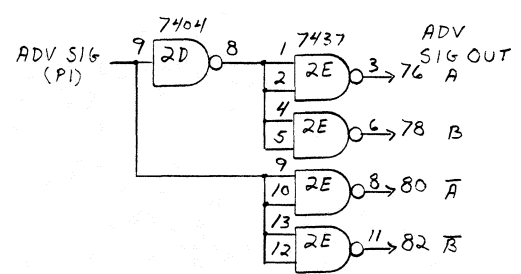 7404
ADV
ADV SIG 9 2D 8 1 7437 SIG OUT
(P1) 2 2E 3 76 A
4
5 2E 6 78 B
9
10 2E 8 80 A̅
13
12 2E 11 82 B̅